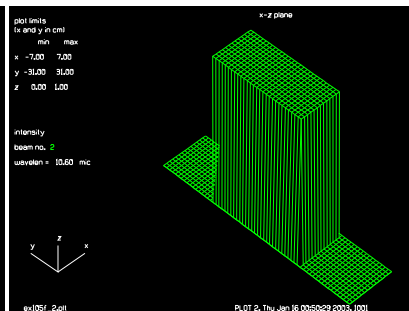 x-z plane
plot limits
(x and y in cm)
min max
x -7.00 7.00
y -31.00 31.00
z 0.00 1.00
intensity
beam no. 2
wavelen = 10.60 mic
z
y x
ex105f_2.plt PLOT 2, Thu Jan 16 00:50:29 2003, 1001